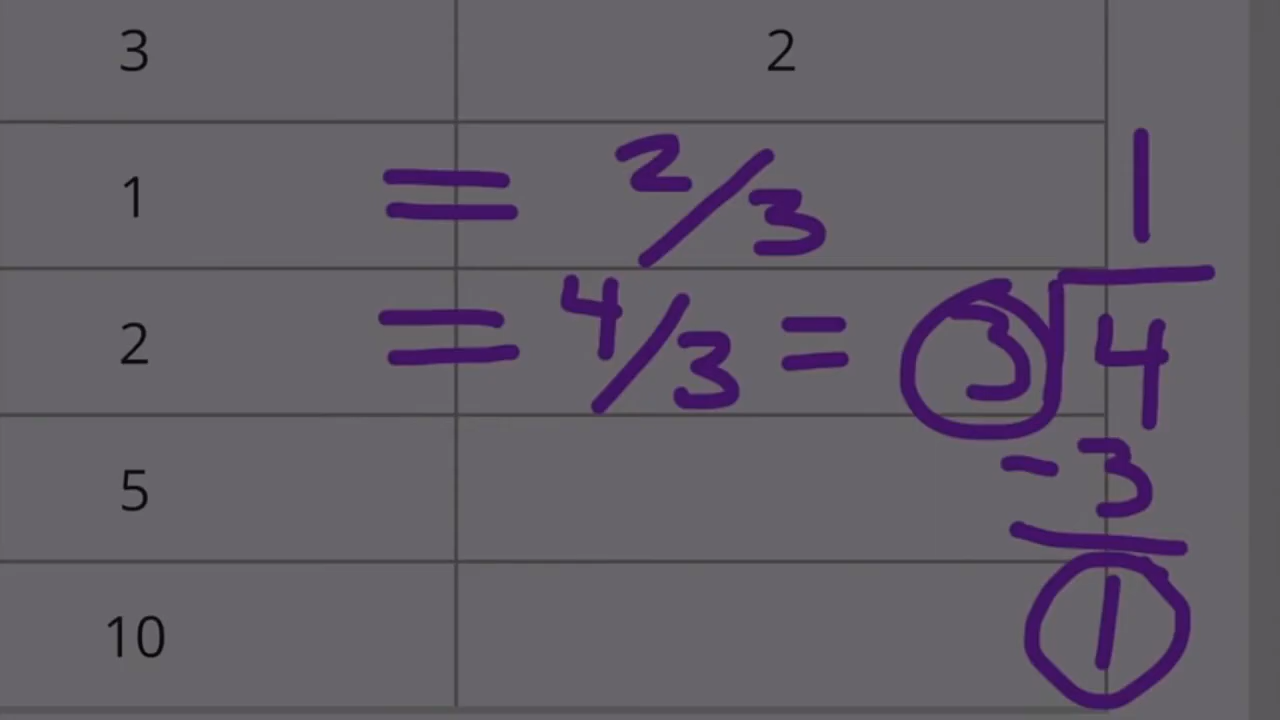 3 2
1 = 2/3 1
2 = 4/3 = 3 4
- 3
5
1
10